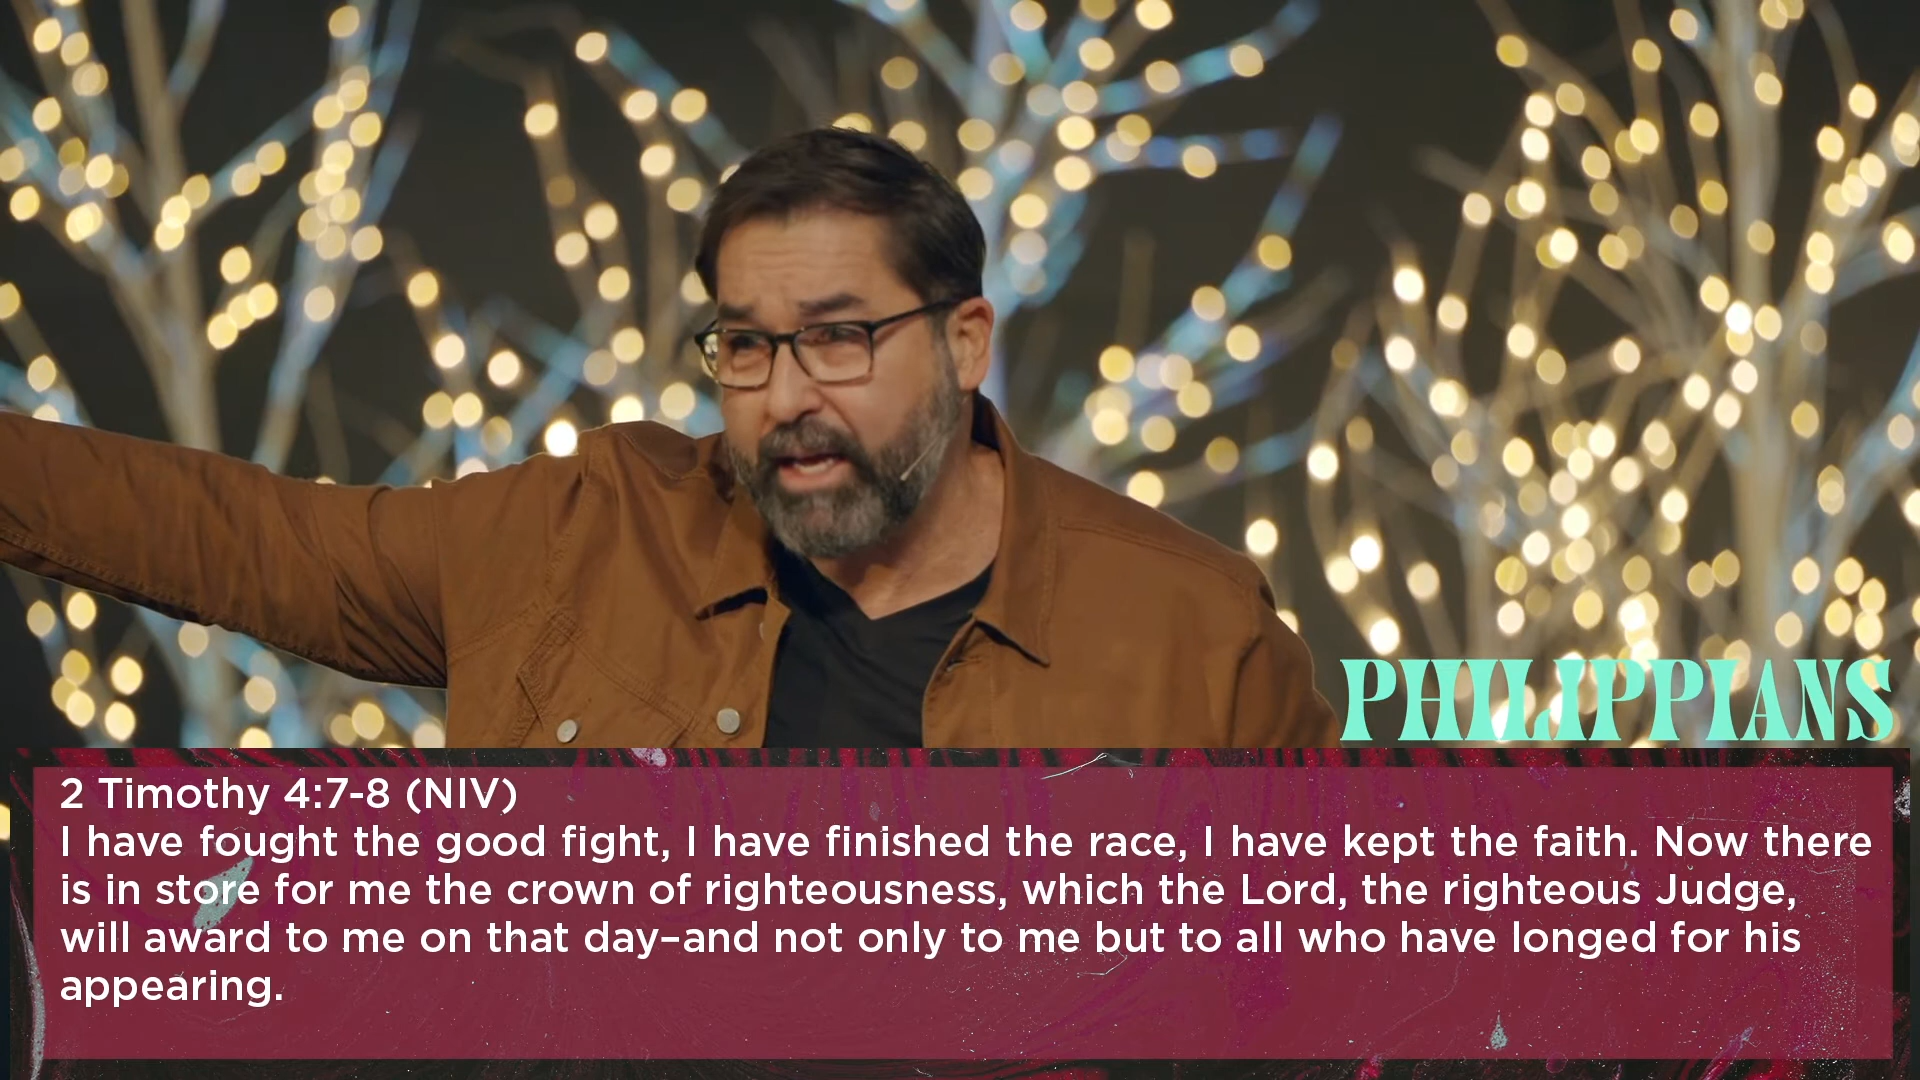 PHILIPPIANS
2 Timothy 4:7-8 (NIV)
I have fought the good fight, I have finished the race, I have kept the faith. Now there
is in store for me the crown of righteousness, which the Lord, the righteous Judge,
will award to me on that day–and not only to me but to all who have longed for his
appearing.